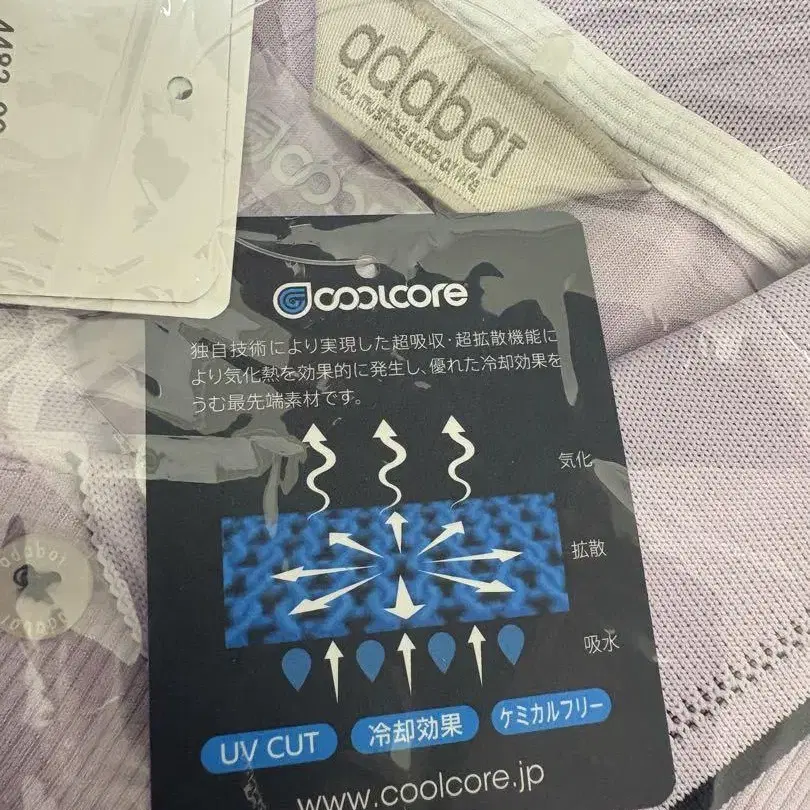 adabat
coolcore
独自技術により実現した超吸収・超拡散機能に
より気化熱を効果的に発生し、優れた冷却効果を
うむ最先端素材です。
気化
拡散
吸水
UV CUT
冷却効果
ケミカルフリー
www.coolcore.jp
adabat
adabat